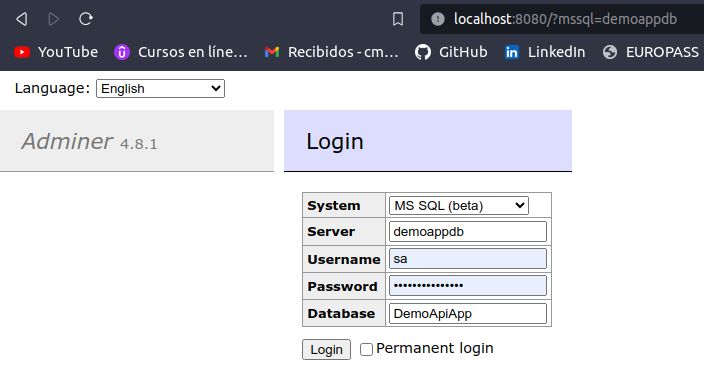 localhost:8080/?mssql=demoappdb
YouTube Cursos en líne... Recibidos - cm... GitHub LinkedIn EUROPASS
Language: English
Adminer 4.8.1 Login
System MS SQL (beta)
Server demoappdb
Username sa
Password •••••••••••••••
Database DemoApiApp
Login Permanent login